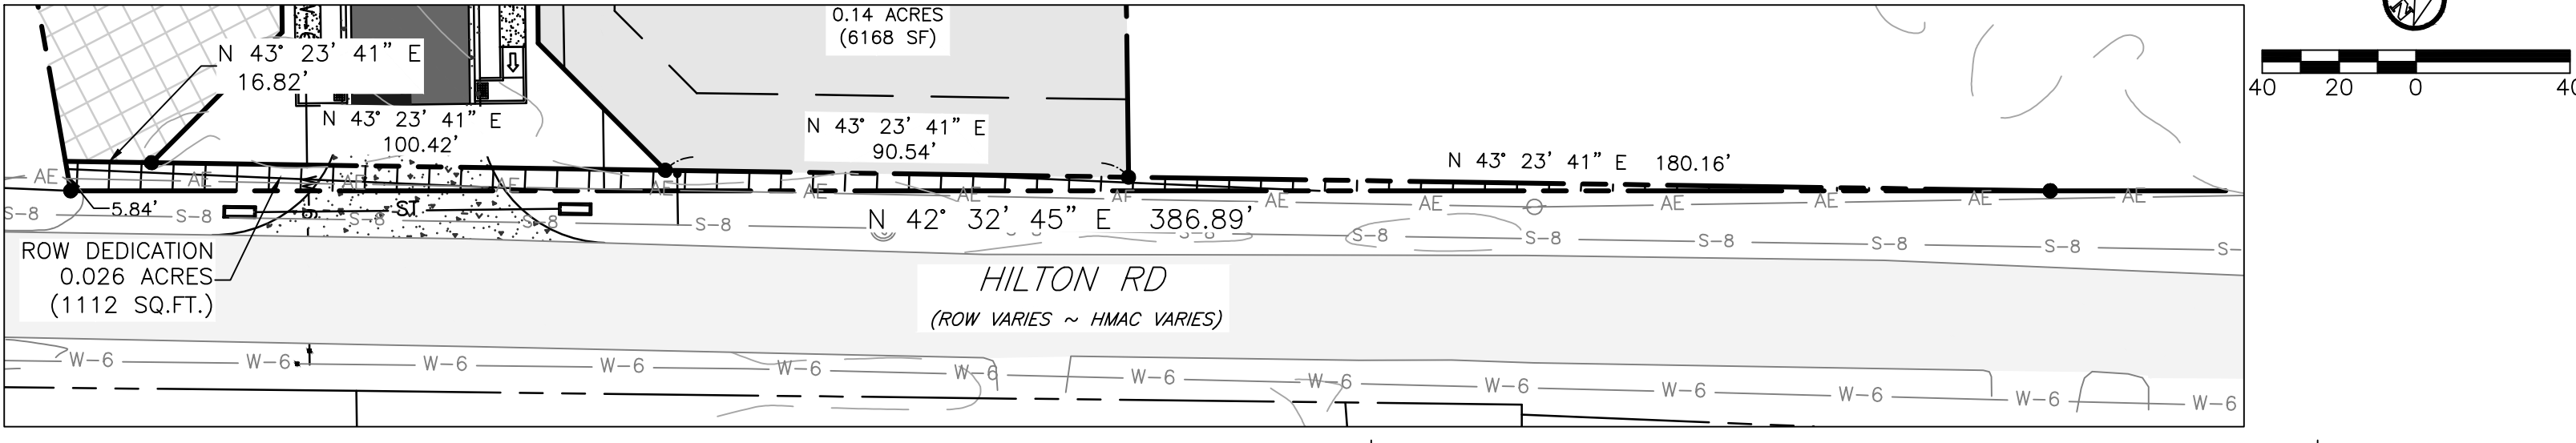 0.14 ACRES
(6168 SF)
N 43° 23' 41" E
16.82'
N 43° 23' 41" E
100.42'
N 43° 23' 41" E
90.54'
N 43° 23' 41" E 180.16'
40 20 0 40
AE AE AE AE AE AE AE AE AE AE AE AE AE AE
5.84'
S-8 S-8 S-8 ST S-8 S-8 S-8 S-8 S-8 S-8 S-8 S-8 S-
N 42° 32' 45" E 386.89'
ROW DEDICATION
0.026 ACRES
(1112 SQ.FT.)
HILTON RD
(ROW VARIES ~ HMAC VARIES)
W-6 W-6 W-6 W-6 W-6 W-6 W-6 W-6 W-6 W-6 W-6 W-6 W-6